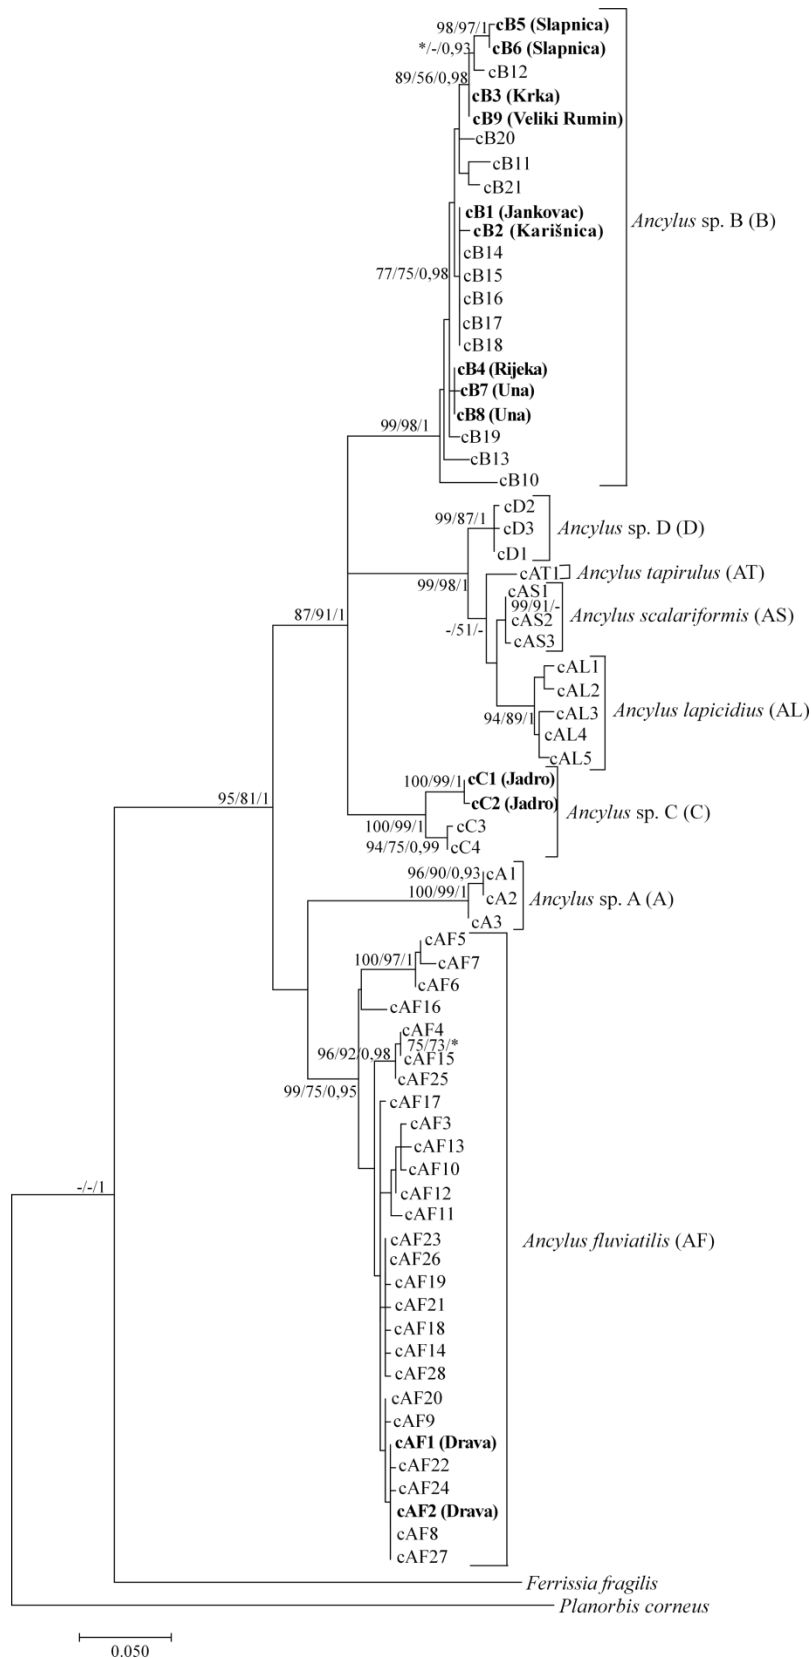 98/97/1
cB5 (Slapnica)
*/-/0,93
cB6 (Slapnica)
cB12
89/56/0,98
cB3 (Krka)
cB9 (Veliki Rumin)
cB20
cB11
cB21
cB1 (Jankovac)
Ancylus sp. B (B)
cB2 (Karišnica)
cB14
77/75/0,98
cB15
cB16
cB17
cB18
cB4 (Rijeka)
cB7 (Una)
cB8 (Una)
99/98/1
cB19
cB13
cB10
cD2
99/87/1
cD3
Ancylus sp. D (D)
cD1
cAT1
Ancylus tapirulus (AT)
99/98/1
cAS1
99/91/-
87/91/1
cAS2
Ancylus scalariformis (AS)
-/51/-
cAS3
cAL1
cAL2
94/89/1
cAL3
Ancylus lapicidius (AL)
cAL4
cAL5
100/99/1
cC1 (Jadro)
95/81/1
cC2 (Jadro)
Ancylus sp. C (C)
100/99/1
cC3
94/75/0,99
cC4
96/90/0,93
cA1
100/99/1
cA2
Ancylus sp. A (A)
cA3
cAF5
100/97/1
cAF7
cAF6
cAF16
cAF4
75/73/*
96/92/0,98
cAF15
cAF25
99/75/0,95
cAF17
cAF3
cAF13
cAF10
-/-/1
cAF12
cAF11
cAF23
Ancylus fluviatilis (AF)
cAF26
cAF19
cAF21
cAF18
cAF14
cAF28
cAF20
cAF9
cAF1 (Drava)
cAF22
cAF24
cAF2 (Drava)
cAF8
cAF27
Ferrissia fragilis
Planorbis corneus
0.050